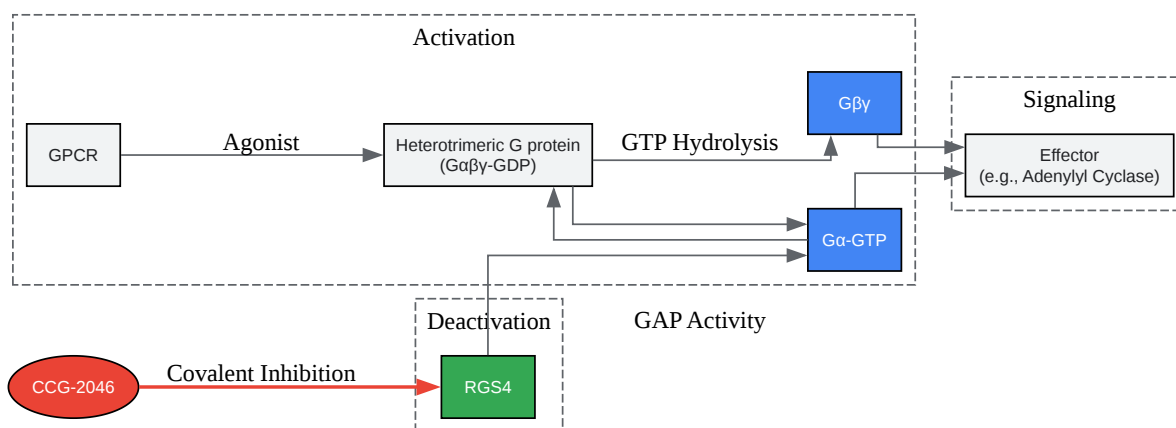 Activation
Gβγ
Signaling
GPCR
Agonist
Heterotrimeric G protein
(Gαβγ-GDP)
GTP Hydrolysis
Effector
(e.g., Adenylyl Cyclase)
Gα-GTP
Deactivation
GAP Activity
CCG-2046
Covalent Inhibition
RGS4